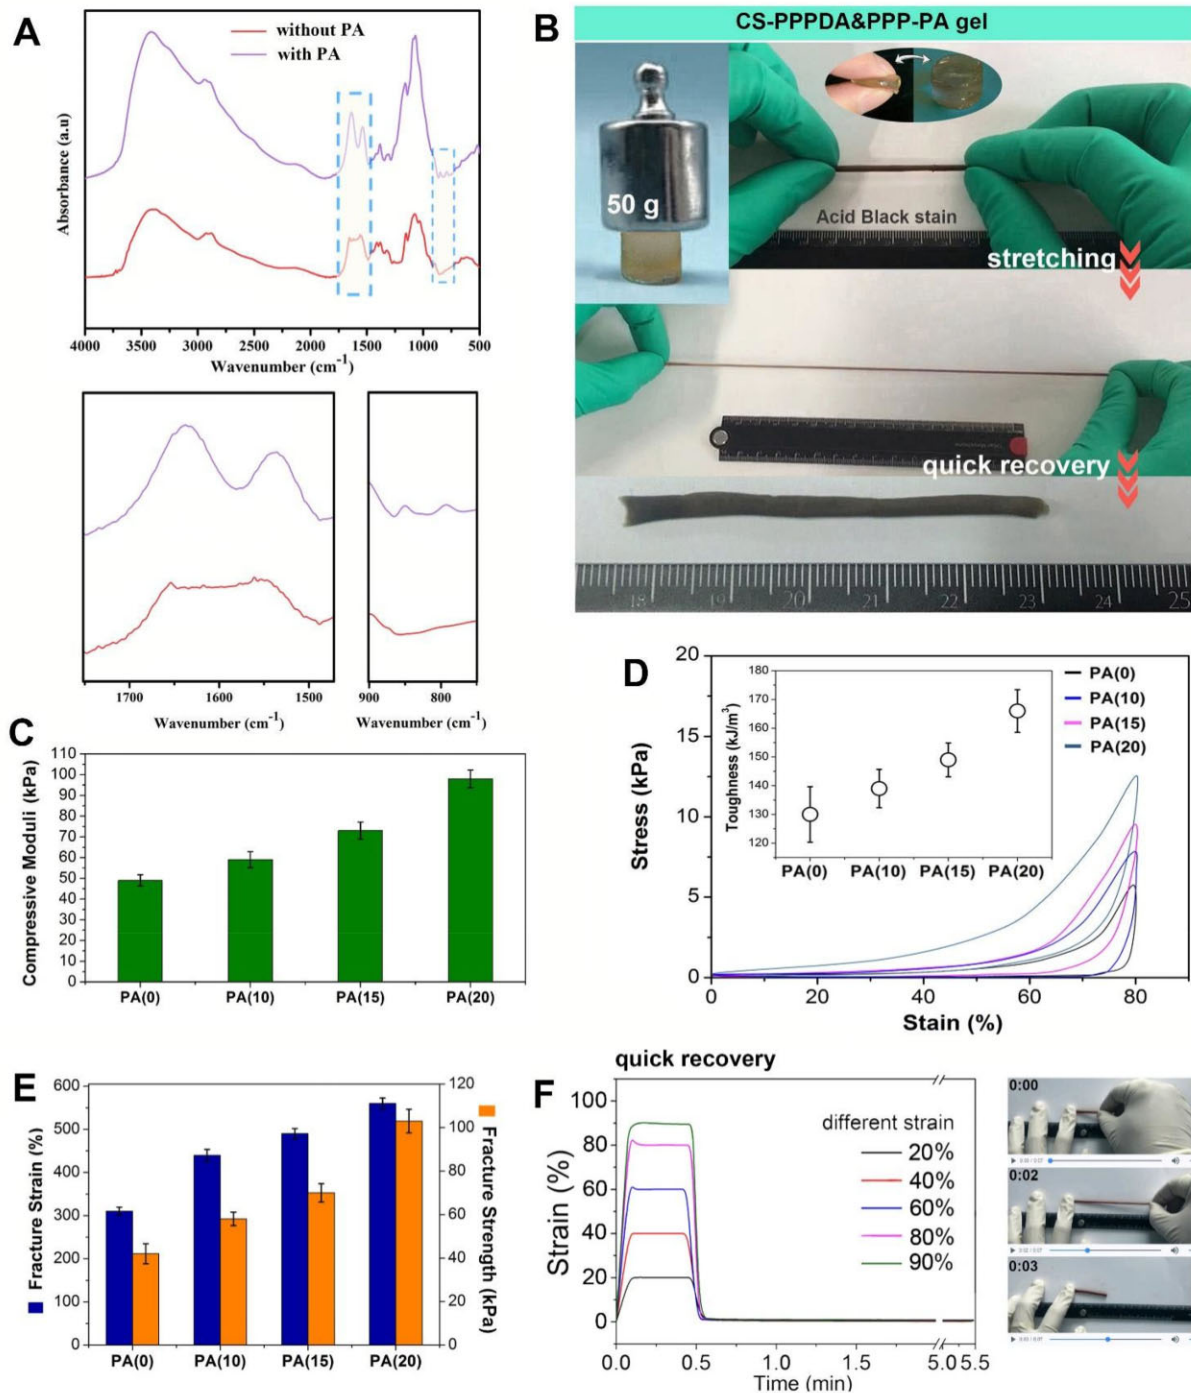 A
without PA
with PA
Absorbance (a.u)
4000 3500 3000 2500 2000 1500 1000 500
Wavenumber (cm-1)
1700 1600 1500
900 800
Wavenumber (cm-1)
Wavenumber (cm-1)
B
CS-PPPDA&PPP-PA gel
50 g
Acid Black stain
stretching
quick recovery
18 19 20 21 22 23 24 25
C
Compressive Moduli (kPa)
110
100
90
80
70
60
50
40
30
20
10
0
PA(0) PA(10) PA(15) PA(20)
D
Stress (kPa)
20
15
10
5
0
0 20 40 60 80
Stain (%)
PA(0)
PA(10)
PA(15)
PA(20)
Toughness (kJ/m3)
180
170
160
150
140
130
120
PA(0) PA(10) PA(15) PA(20)
E
Fracture Strain (%)
600
500
400
300
200
100
0
Fracture Strength (kPa)
120
100
80
60
40
20
0
PA(0) PA(10) PA(15) PA(20)
quick recovery
F
Strain (%)
100
80
60
40
20
0
0.0 0.5 1.0 1.5 5.0 5.5
Time (min)
different strain
20%
40%
60%
80%
90%
0:00
0:02
0:03